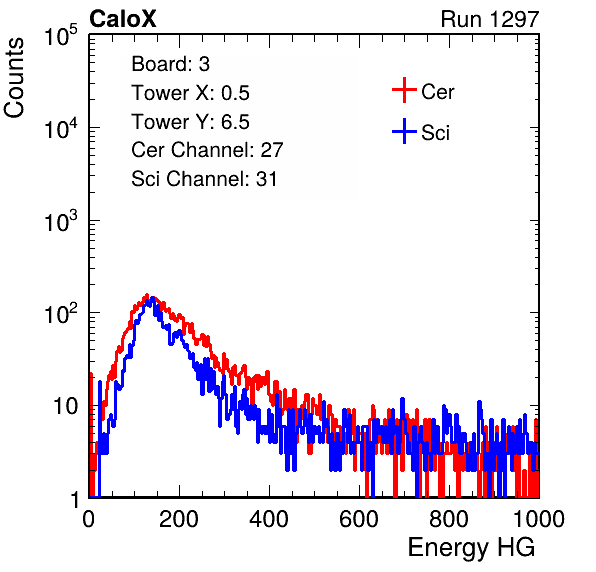 CaloX Run 1297
Counts
10^5
10^4
10^3
10^2
10
1
Board: 3
Tower X: 0.5
Tower Y: 6.5
Cer Channel: 27
Sci Channel: 31
Cer
Sci
0 200 400 600 800 1000
Energy HG